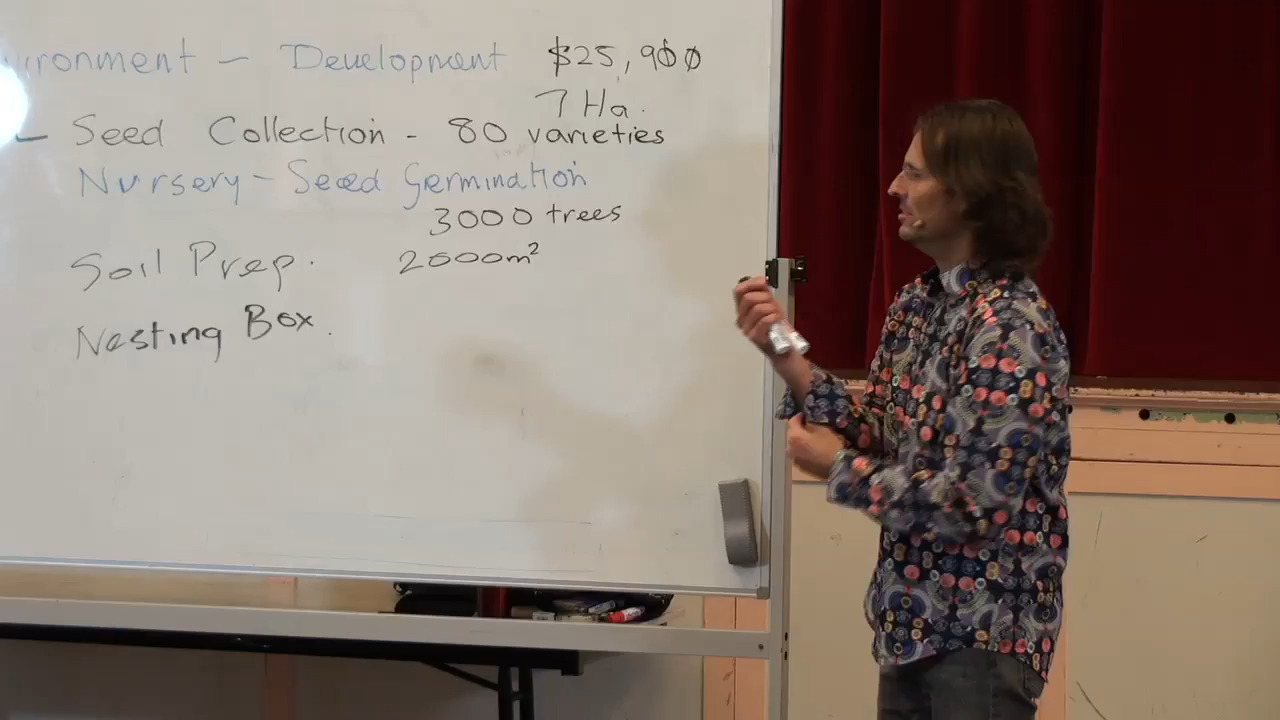 ironment - Development $25,900
7 Ha.
- Seed Collection - 80 varieties
Nursery - Seed Germination
3000 trees
Soil Prep. 2000m²
Nesting Box.